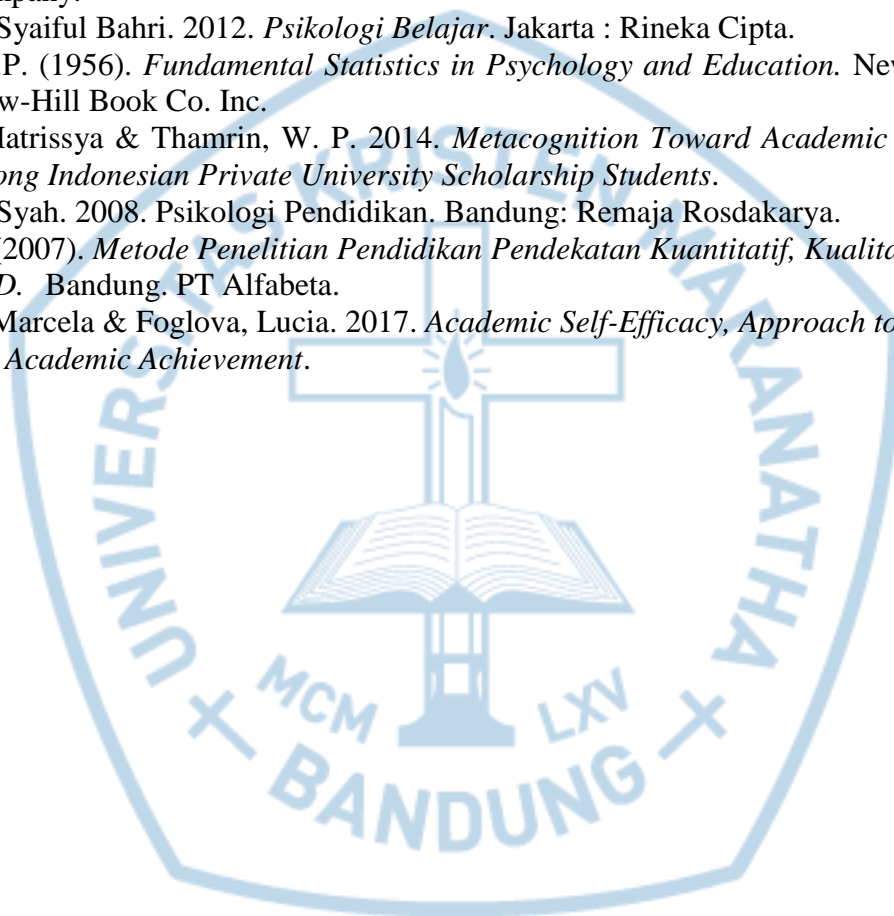 mpany.
Syaiful Bahri. 2012. Psikologi Belajar. Jakarta : Rineka Cipta.
.P. (1956). Fundamental Statistics in Psychology and Education. New
w-Hill Book Co. Inc.
Matrissya & Thamrin, W. P. 2014. Metacognition Toward Academic
ong Indonesian Private University Scholarship Students.
Syah. 2008. Psikologi Pendidikan. Bandung: Remaja Rosdakarya.
(2007). Metode Penelitian Pendidikan Pendekatan Kuantitatif, Kualita
D. Bandung. PT Alfabeta.
Marcela & Foglova, Lucia. 2017. Academic Self-Efficacy, Approach to
Academic Achievement.
UNIVERSITAS KRISTEN MARANATHA
MCM LXV
BANDUNG